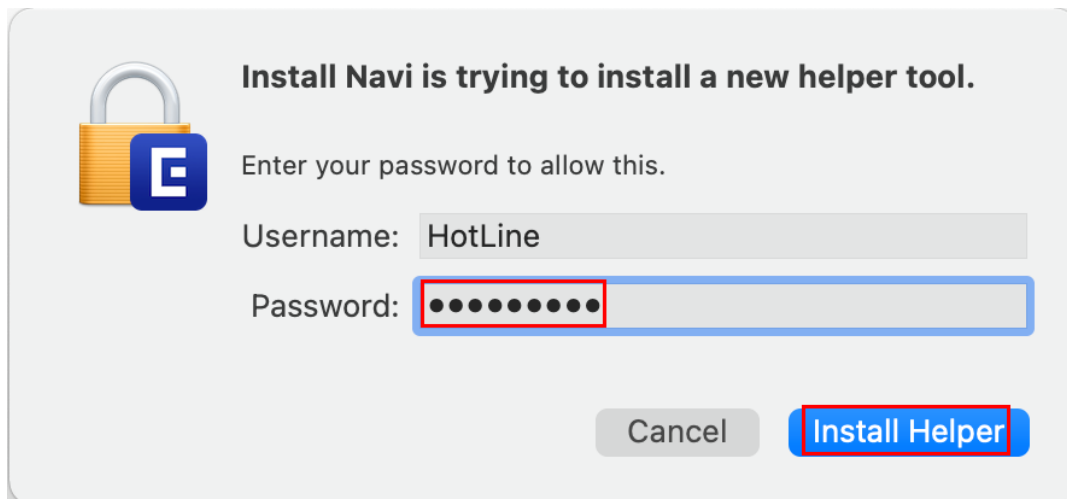 Install Navi is trying to install a new helper tool.
Enter your password to allow this.
Username: HotLine
Password: •••••••••
Cancel Install Helper